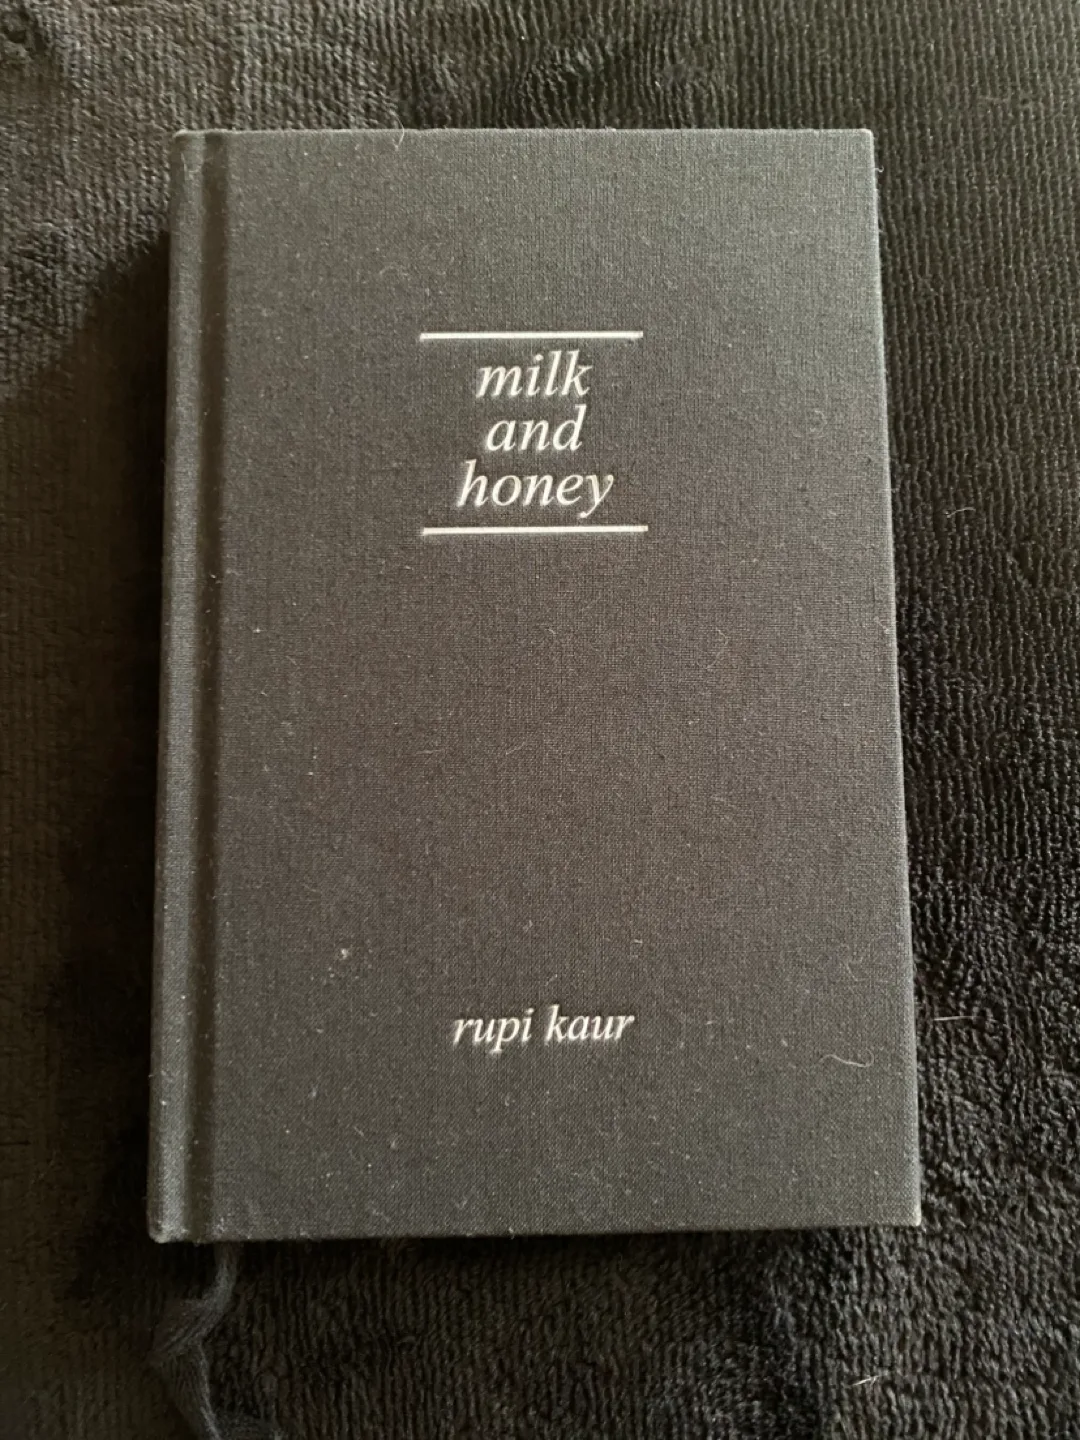 milk
and
honey
rupi kaur